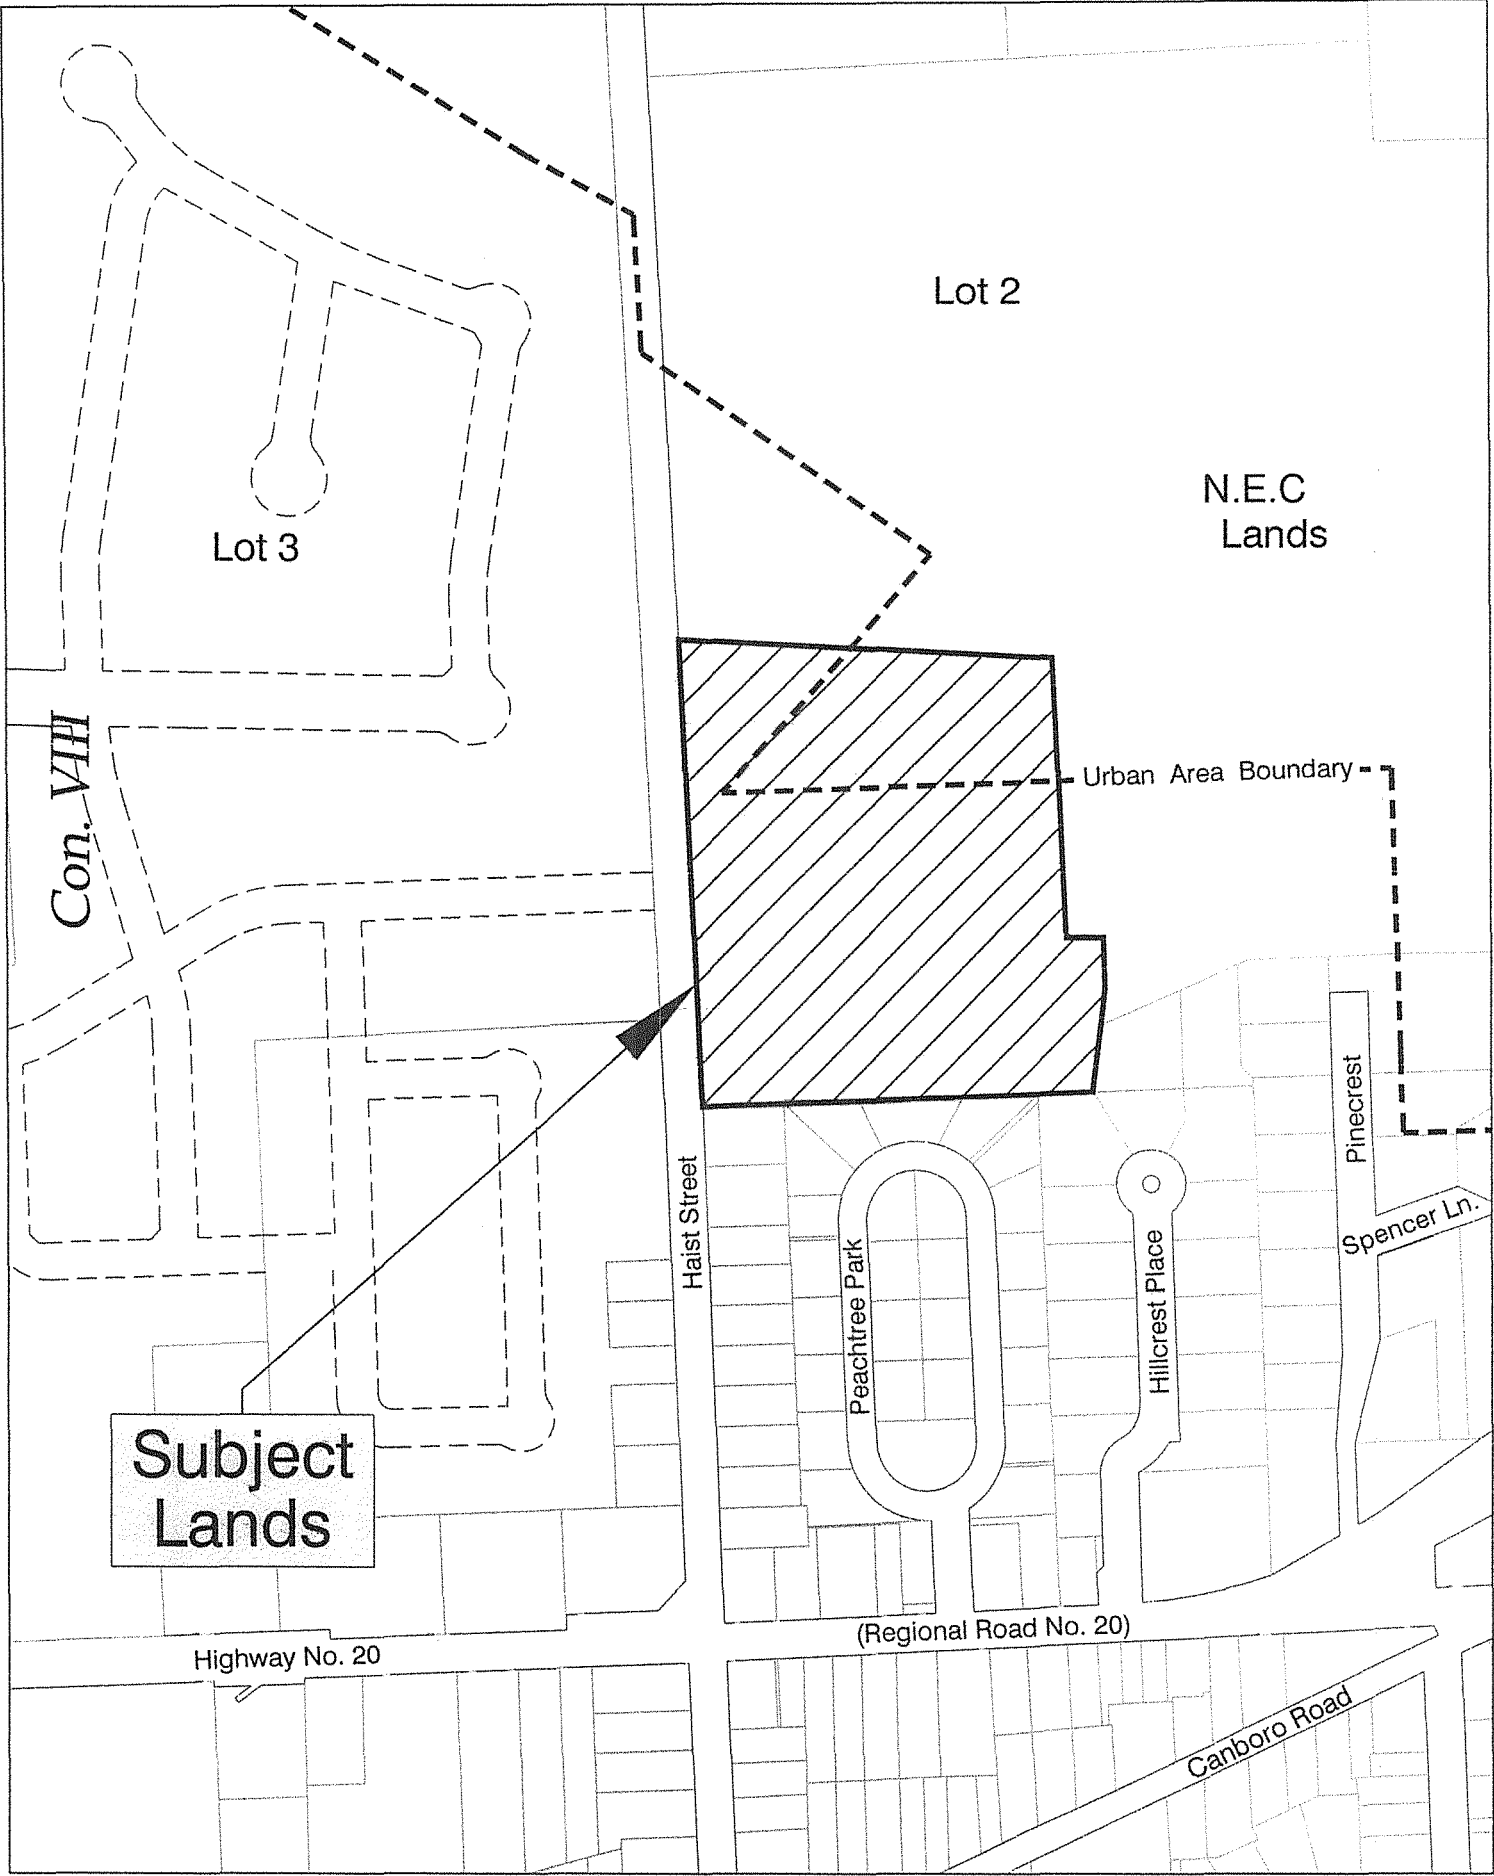 Lot 2
N.E.C
Lands
Lot 3
Con. VIII
Urban Area Boundary
Pinecrest
Spencer Ln.
Haist Street
Peachtree Park
Hillcrest Place
Subject
Lands
(Regional Road No. 20)
Highway No. 20
Canboro Road